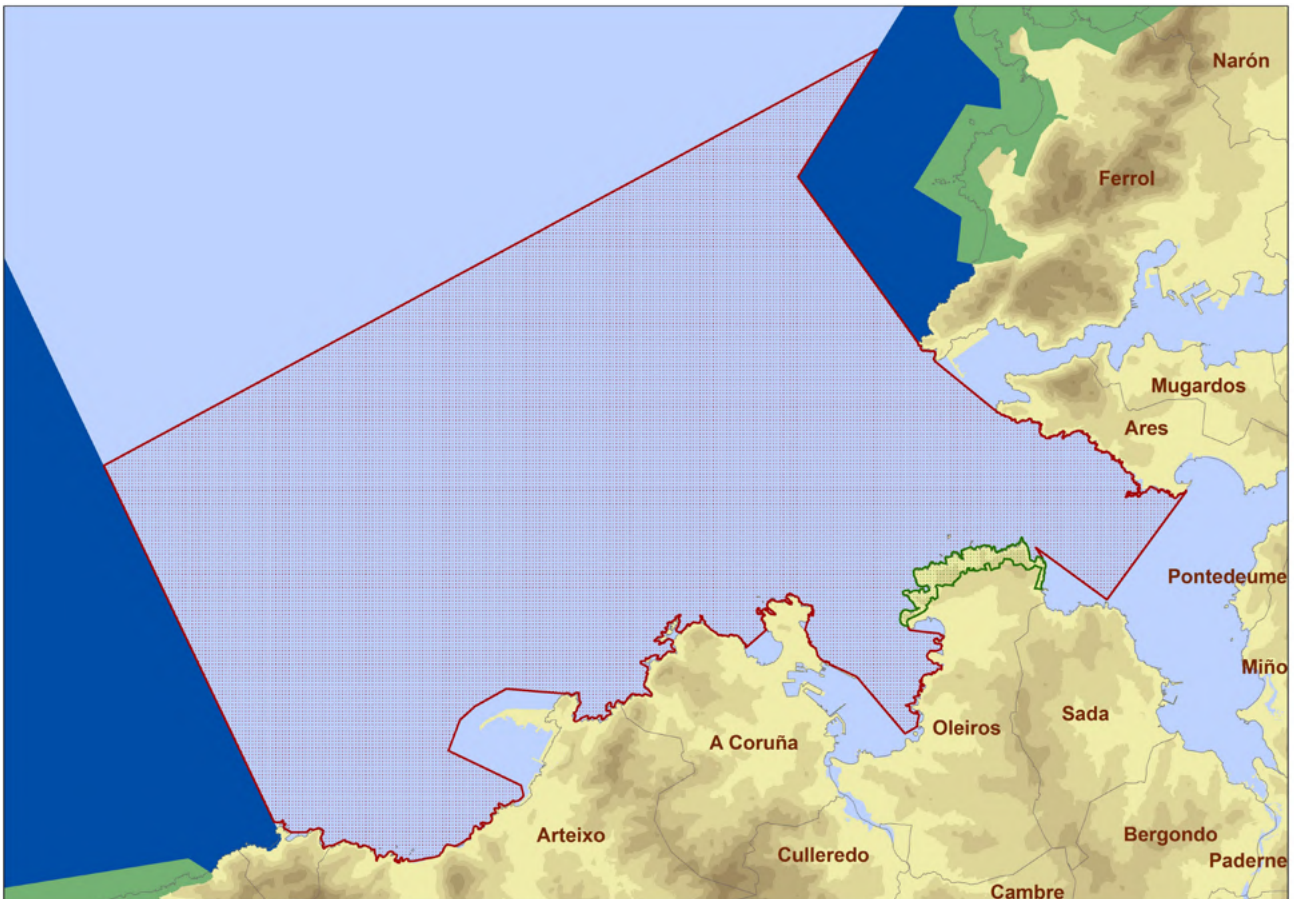 Narón
Ferrol
Mugardos
Ares
Pontedeume
Miño
Sada
Oleiros
A Coruña
Arteixo
Bergondo
Culleredo
Paderne
Cambre